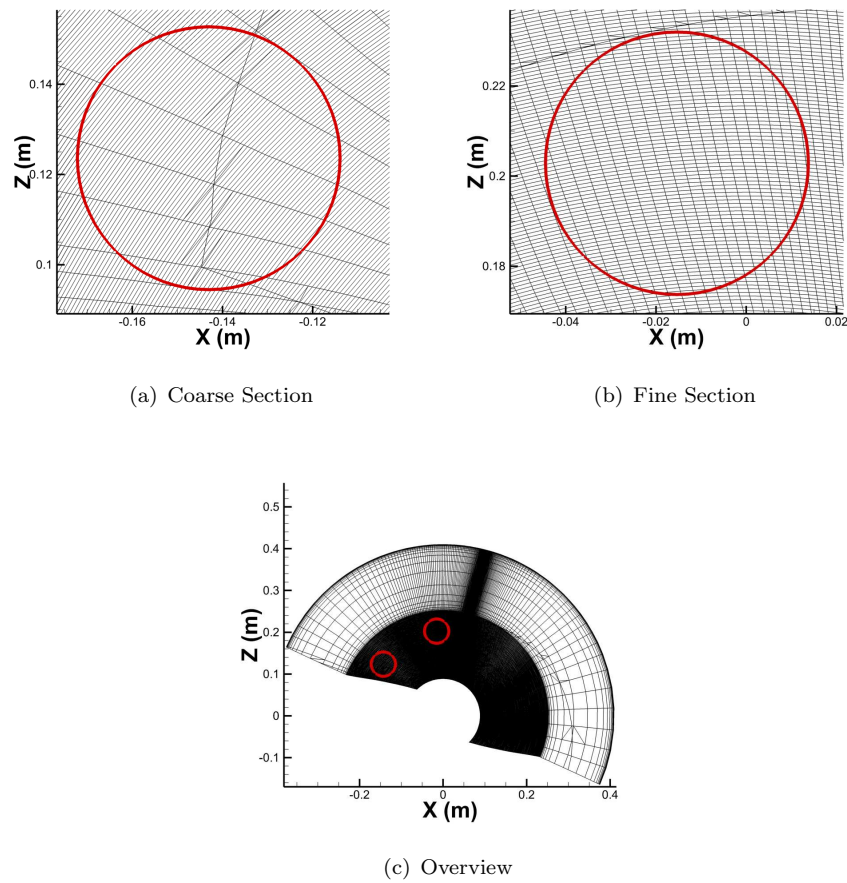 0.14
0.12
0.1
Z (m)
-0.16
-0.14
-0.12
X (m)
(a) Coarse Section
0.22
0.2
0.18
Z (m)
-0.04
-0.02
0
0.02
X (m)
(b) Fine Section
0.5
0.4
0.3
0.2
0.1
0
-0.1
Z (m)
-0.2
0
0.2
0.4
X (m)
(c) Overview